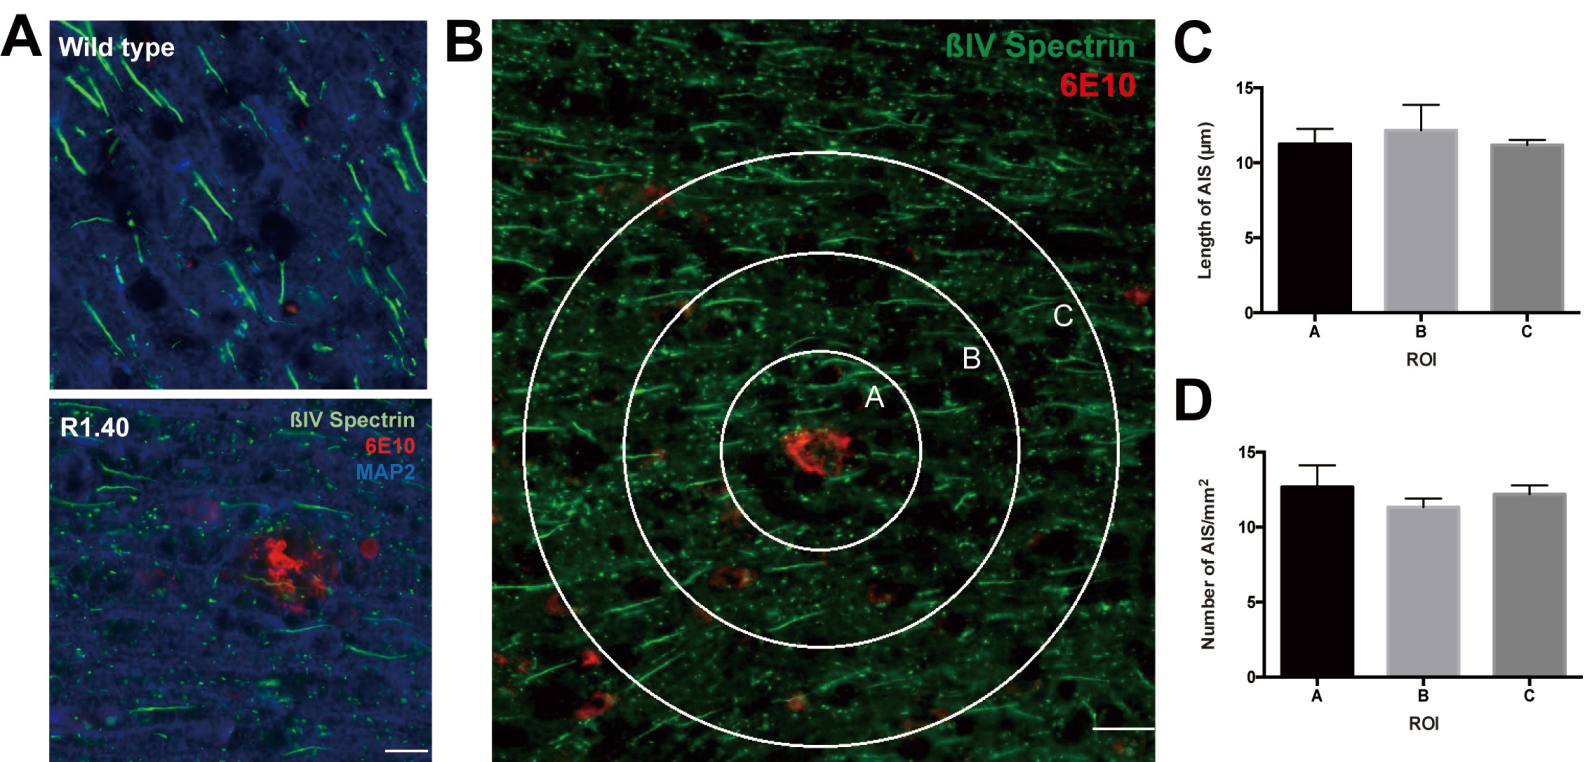 A
Wild type
R1.40
ßIV Spectrin
6E10
MAP2
B
ßIV Spectrin
6E10
C
B
A
C
15
10
5
0
Length of AIS (µm)
A B C
ROI
D
15
10
5
0
Number of AIS/mm²
A B C
ROI